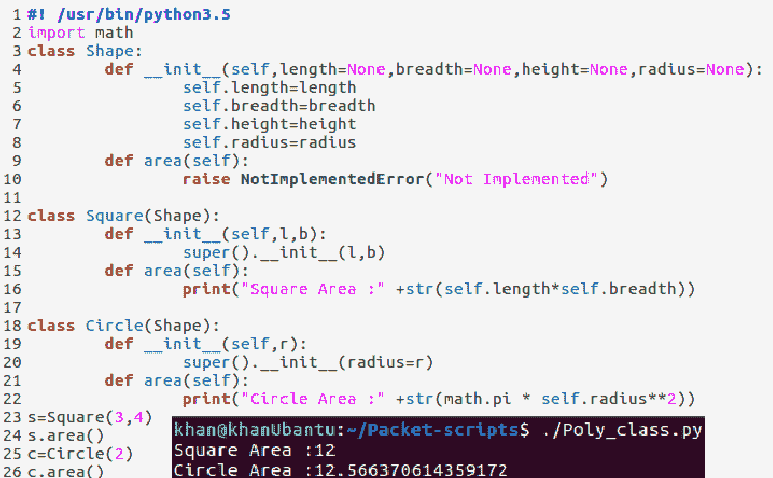 1 #! /usr/bin/python3.5
2 import math
3 class Shape:
4         def __init__(self,length=None,breadth=None,height=None,radius=None):
5                 self.length=length
6                 self.breadth=breadth
7                 self.height=height
8                 self.radius=radius
9         def area(self):
10                 raise NotImplementedError("Not Implemented")
11
12 class Square(Shape):
13         def __init__(self,l,b):
14                 super().__init__(l,b)
15         def area(self):
16                 print("Square Area :" +str(self.length*self.breadth))
17
18 class Circle(Shape):
19         def __init__(self,r):
20                 super().__init__(radius=r)
21         def area(self):
22                 print("Circle Area :" +str(math.pi * self.radius**2))
23 s=Square(3,4)
24 s.area()
25 c=Circle(2)
26 c.area()
khan@khanUbantu:~/Packet-scripts$ ./Poly_class.py
Square Area :12
Circle Area :12.566370614359172